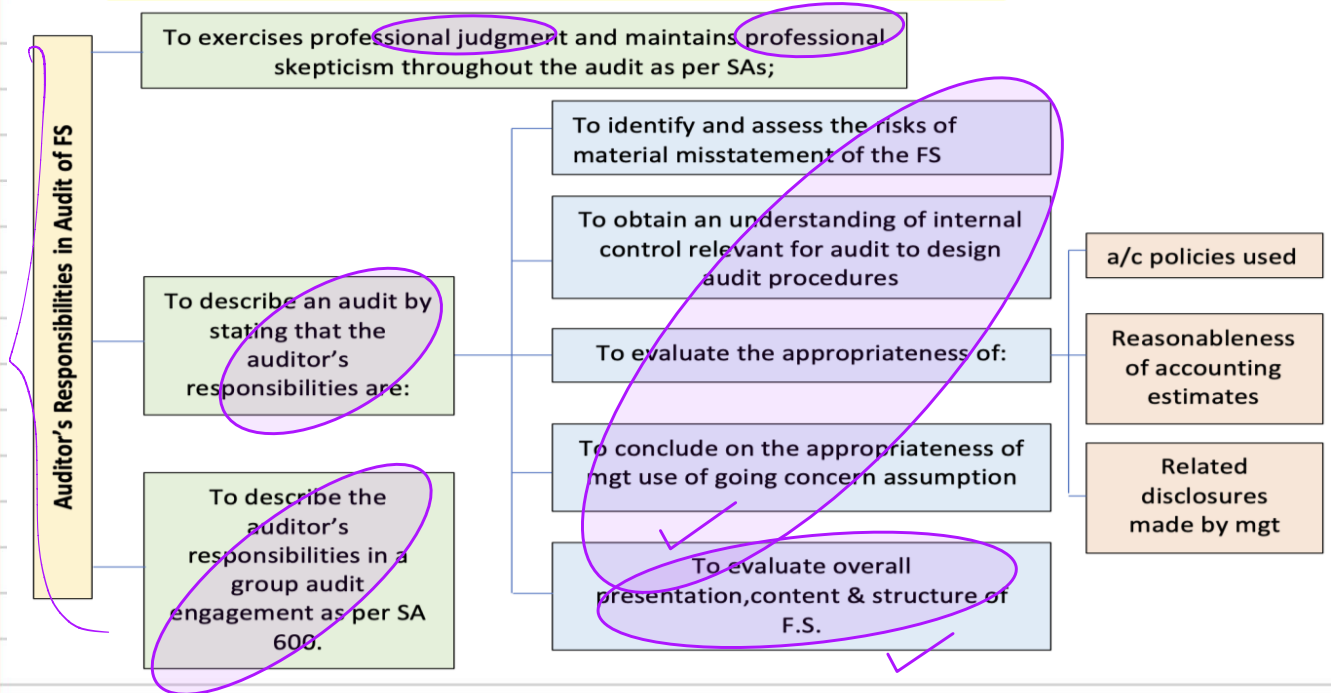 Auditor's Responsibilities in Audit of FS
To exercises professional judgment and maintains professional
skepticism throughout the audit as per SAs;
To describe an audit by
stating that the
auditor's
responsibilities are:
To identify and assess the risks of
material misstatement of the FS
To obtain an understanding of internal
control relevant for audit to design
audit procedures
To evaluate the appropriateness of:
a/c policies used
Reasonableness
of accounting
estimates
Related
disclosures
made by mgt
To conclude on the appropriateness of
mgt use of going concern assumption
To evaluate overall
presentation,content & structure of
F.S.
To describe the
auditor's
responsibilities in a
group audit
engagement as per SA
600.